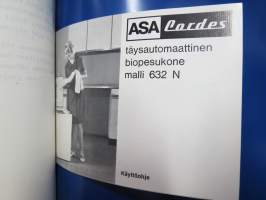 ASA Cordes
täysautomaattinen
biopesukone
malli 632 N
Käyttöohje